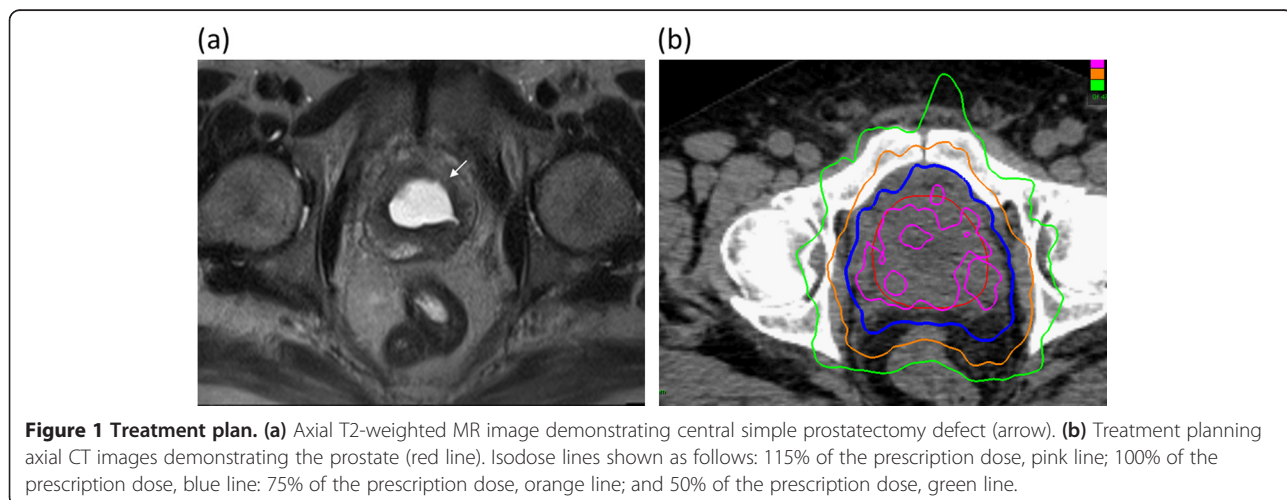 (a)
(b)
Figure 1 Treatment plan. (a) Axial T2-weighted MR image demonstrating central simple prostatectomy defect (arrow). (b) Treatment planning
axial CT images demonstrating the prostate (red line). Isodose lines shown as follows: 115% of the prescription dose, pink line; 100% of the
prescription dose, blue line: 75% of the prescription dose, orange line; and 50% of the prescription dose, green line.